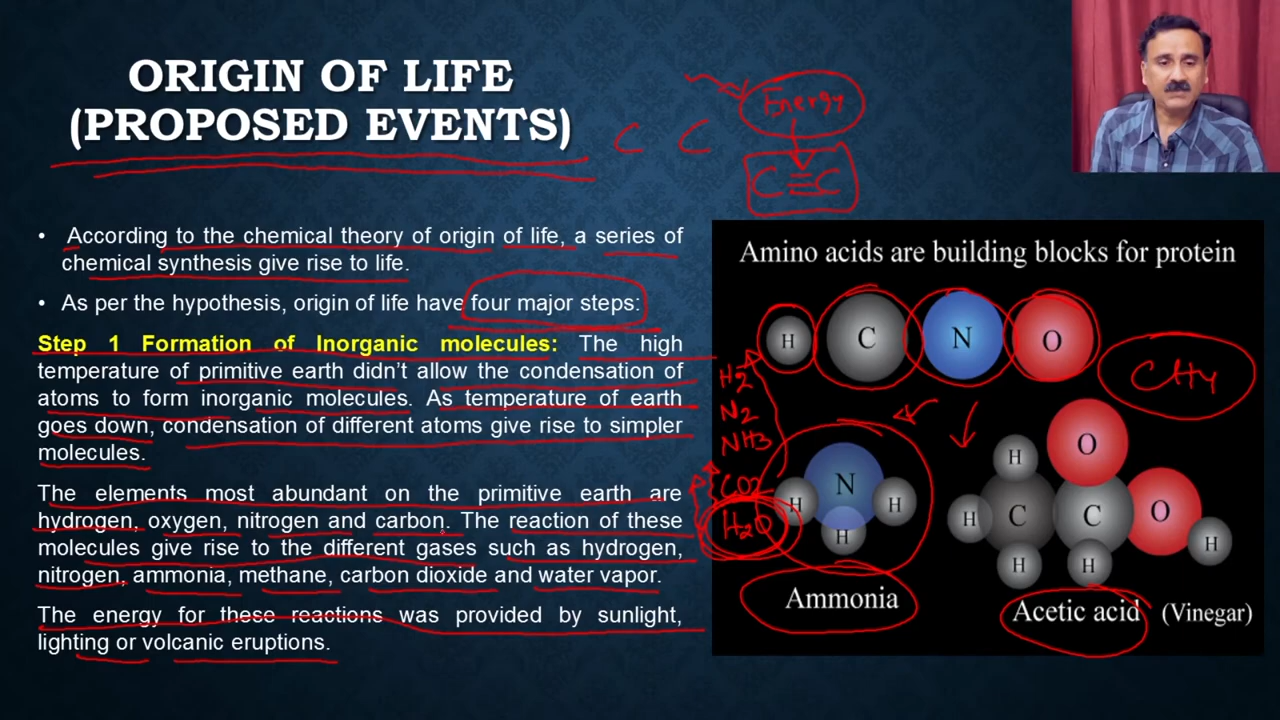 ORIGIN OF LIFE
(PROPOSED EVENTS)
C C
Energy
C≡C
• According to the chemical theory of origin of life, a series of
chemical synthesis give rise to life.
• As per the hypothesis, origin of life have four major steps:
Step 1 Formation of Inorganic molecules: The high
temperature of primitive earth didn't allow the condensation of
atoms to form inorganic molecules. As temperature of earth
goes down, condensation of different atoms give rise to simpler
molecules.
The elements most abundant on the primitive earth are
hydrogen, oxygen, nitrogen and carbon. The reaction of these
molecules give rise to the different gases such as hydrogen,
nitrogen, ammonia, methane, carbon dioxide and water vapor.
The energy for these reactions was provided by sunlight,
lighting or volcanic eruptions.
Amino acids are building blocks for protein
H C N O
CH4
H2
N2
NH3
CO2
H2O
N
H H
H
Ammonia
O
H
H C C O
H
H H
Acetic acid (Vinegar)